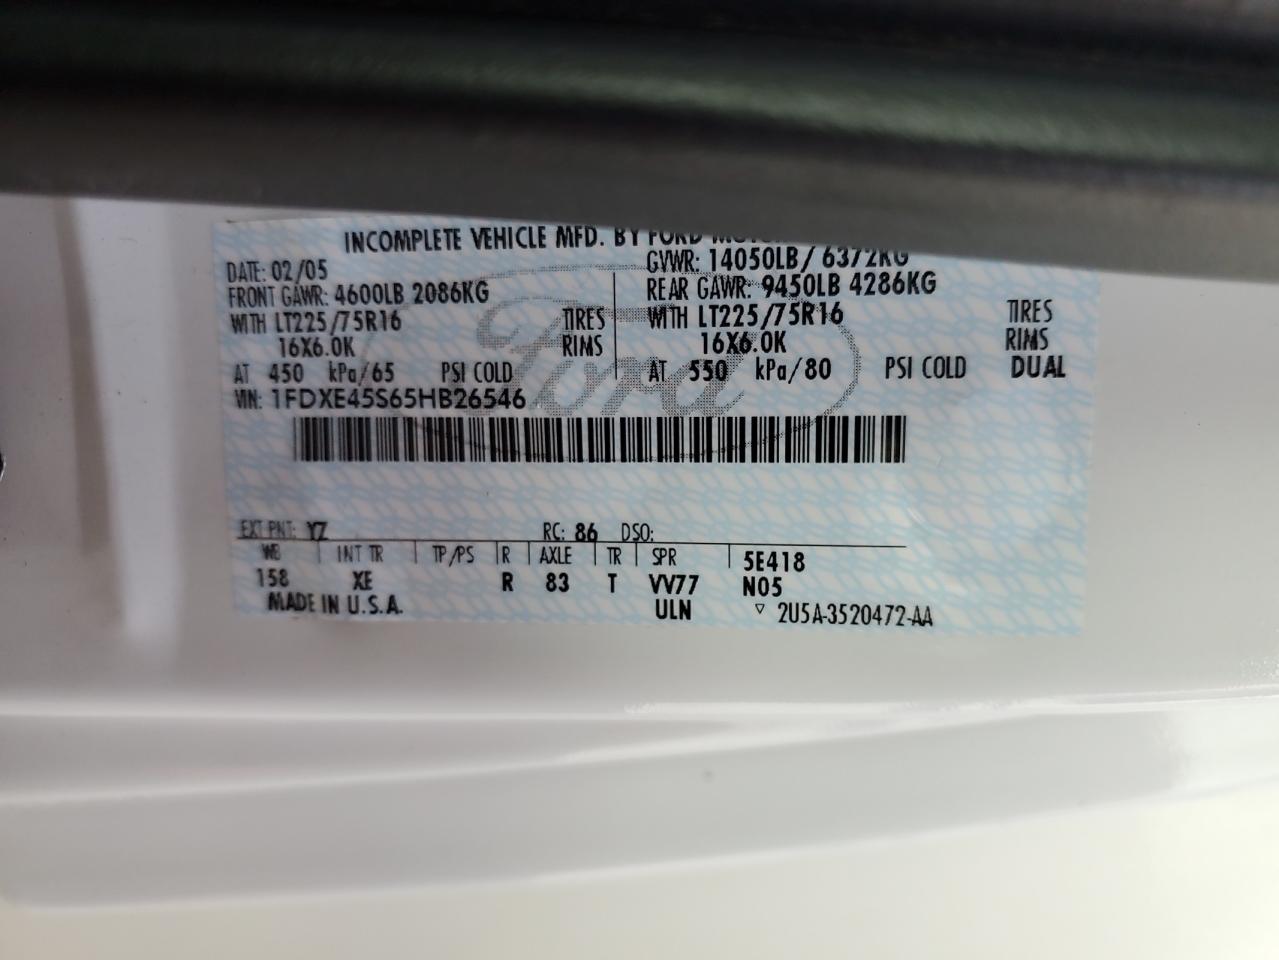 INCOMPLETE VEHICLE MFD. BY FORD
DATE: 02/05 GVWR: 14050LB/ 6372KG
FRONT GAWR: 4600LB 2086KG REAR GAWR: 9450LB 4286KG
WITH LT225/75R16 TIRES WITH LT225/75R16 TIRES
16X6.0K RIMS 16X6.0K RIMS
AT 450 kPa/65 PSI COLD AT 550 kPa/80 PSI COLD DUAL
VIN: 1FDXE45S65HB26546
Ford
EXT PNT: YZ RC: 86 DSO:
WB INT TR TP/PS R AXLE TR SPR 5E418
158 XE R 83 T VV77 N05
MADE IN U.S.A. ULN ▽ 2U5A-3520472-AA